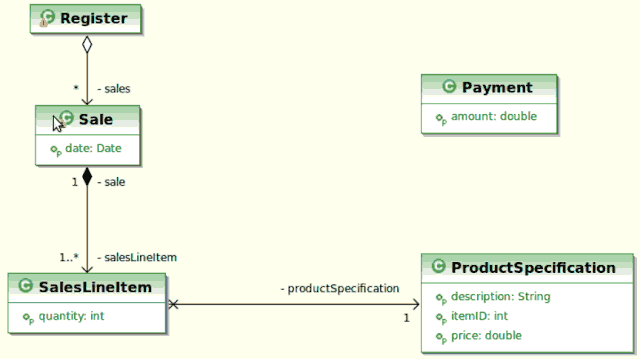 Register
* - sales
Sale
date: Date
1 - sale
1..* - salesLineItem
SalesLineItem
quantity: int
Payment
amount: double
- productSpecification
1
ProductSpecification
description: String
itemID: int
price: double